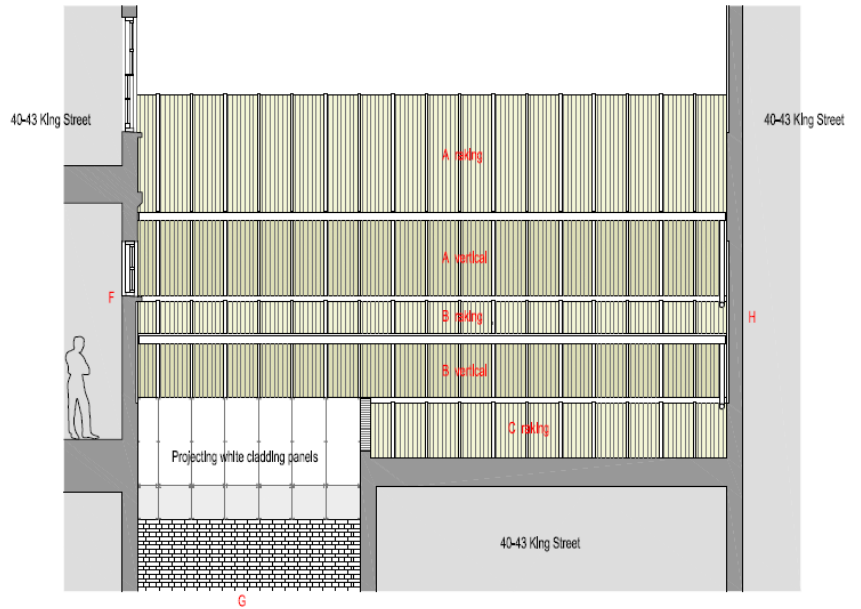 40-43 King Street
40-43 King Street
A raking
A vertical
F
B raking
H
B vertical
C raking
Projecting white cladding panels
40-43 King Street
G